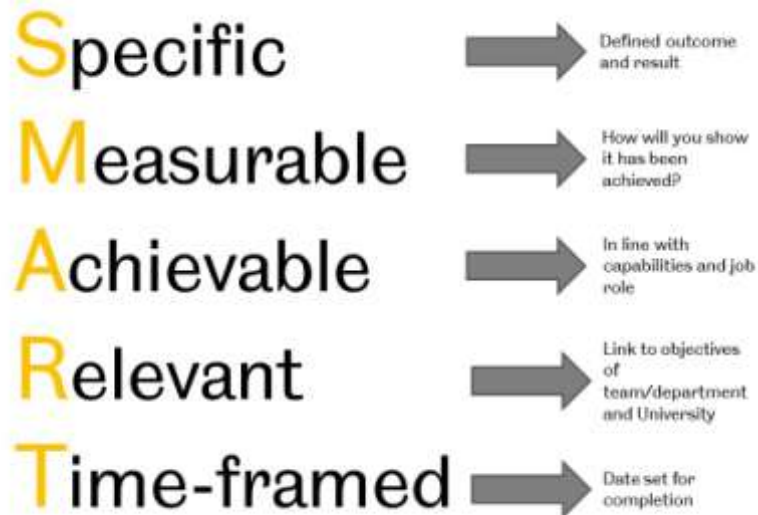 Specific
Defined outcome
and result
Measurable
How will you show
it has been
achieved?
Achievable
In line with
capabilities and job
role
Relevant
Link to objectives
of
team/department
and University
Time-framed
Date set for
completion